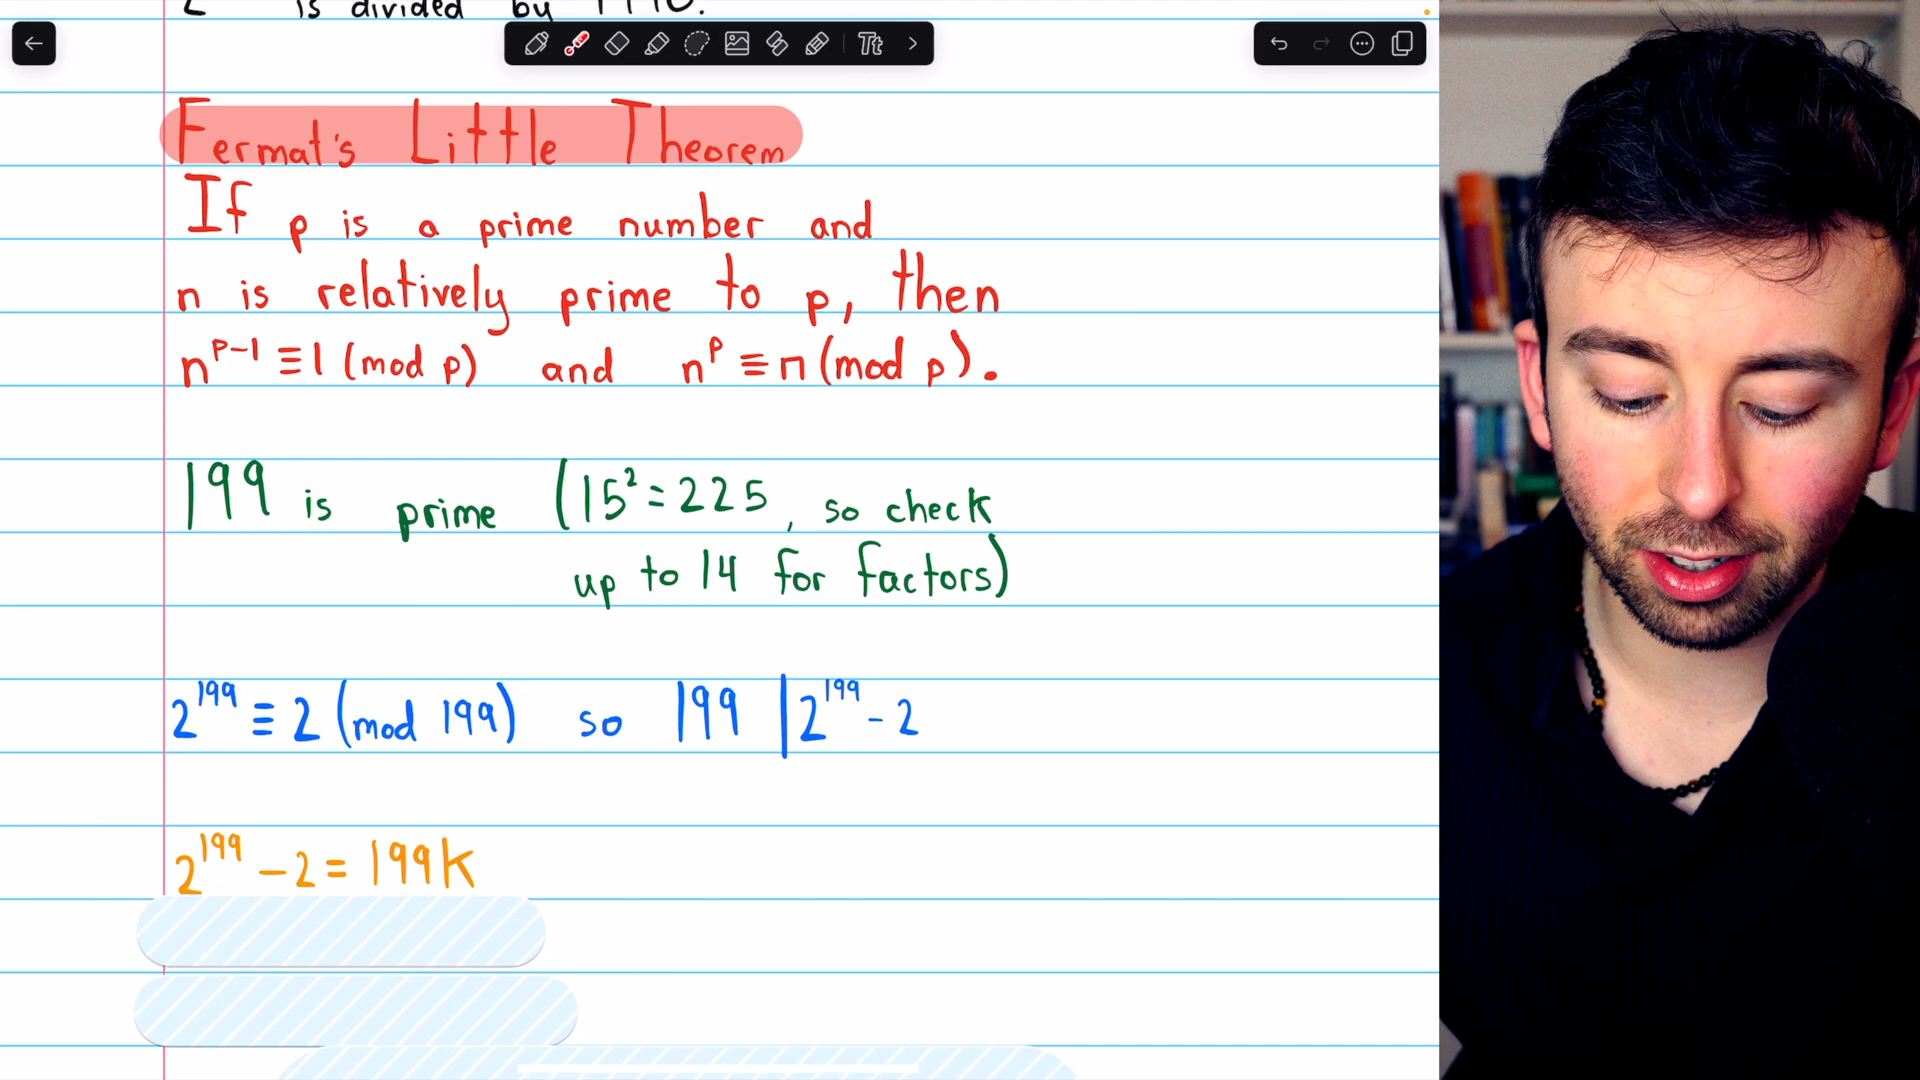 is divided by
Tt
Fermat's Little Theorem
If p is a prime number and
n is relatively prime to p, then
n^{p-1} ≡ 1 (mod p) and n^p ≡ n (mod p).
199 is prime (15² = 225, so check
up to 14 for factors)
2^{199} ≡ 2 (mod 199) so 199 | 2^{199} - 2
2^{199} - 2 = 199k